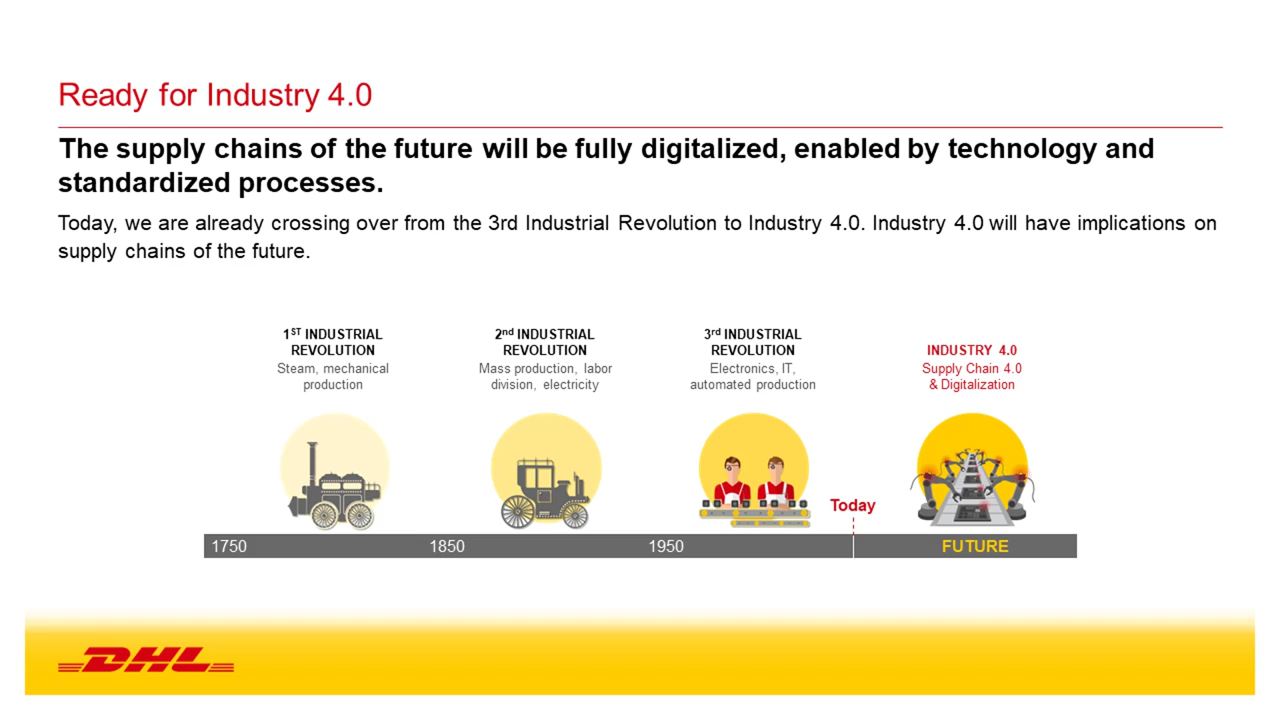 Ready for Industry 4.0
The supply chains of the future will be fully digitalized, enabled by technology and
standardized processes.
Today, we are already crossing over from the 3rd Industrial Revolution to Industry 4.0. Industry 4.0 will have implications on
supply chains of the future.
1ST INDUSTRIAL
REVOLUTION
Steam, mechanical
production
2nd INDUSTRIAL
REVOLUTION
Mass production, labor
division, electricity
3rd INDUSTRIAL
REVOLUTION
Electronics, IT,
automated production
INDUSTRY 4.0
Supply Chain 4.0
& Digitalization
Today
1750
1850
1950
FUTURE
DHL